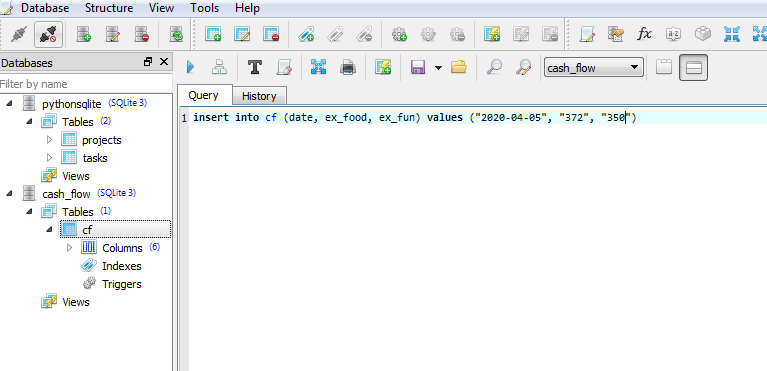 Database Structure View Tools Help
Databases
Filter by name
pythonsqlite (SQLite 3)
Tables (2)
projects
tasks
Views
cash_flow (SQLite 3)
Tables (1)
cf
Columns (6)
Indexes
Triggers
Views
cash_flow
Query History
1 insert into cf (date, ex_food, ex_fun) values ("2020-04-05", "372", "350")